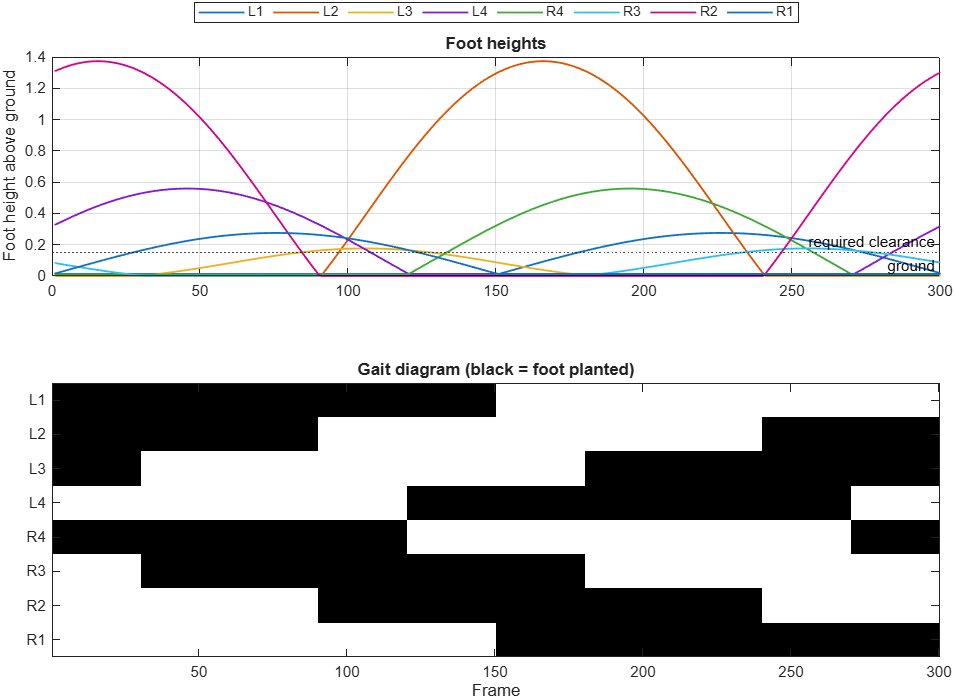 L1 L2 L3 L4 R4 R3 R2 R1
Foot heights
Foot height above ground
1.4
1.2
1
0.8
0.6
0.4
0.2
0
required clearance
ground
0 50 100 150 200 250 300
Gait diagram (black = foot planted)
L1
L2
L3
L4
R4
R3
R2
R1
50 100 150 200 250 300
Frame